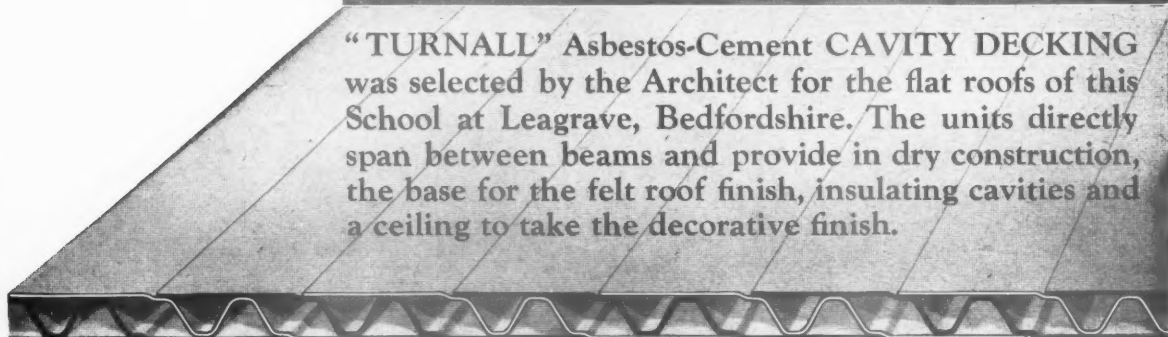 “TURNALL” Asbestos-Cement CAVITY DECKING
was selected by the Architect for the flat roofs of this
School at Leagrave, Bedfordshire. The units directly
span between beams and provide in dry construction,
the base for the felt roof finish, insulating cavities and
a ceiling to take the decorative finish.